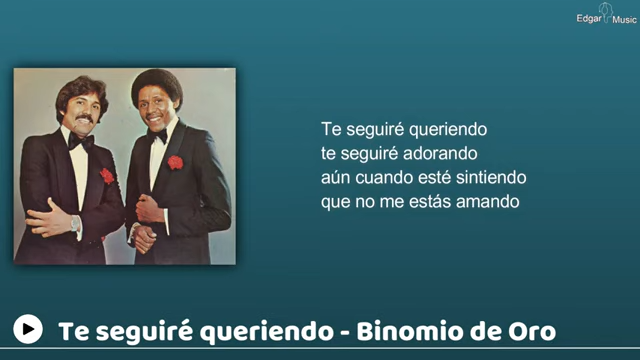 Edgar Music
Te seguiré queriendo
te seguiré adorando
aún cuando esté sintiendo
que no me estás amando
Te seguiré queriendo - Binomio de Oro